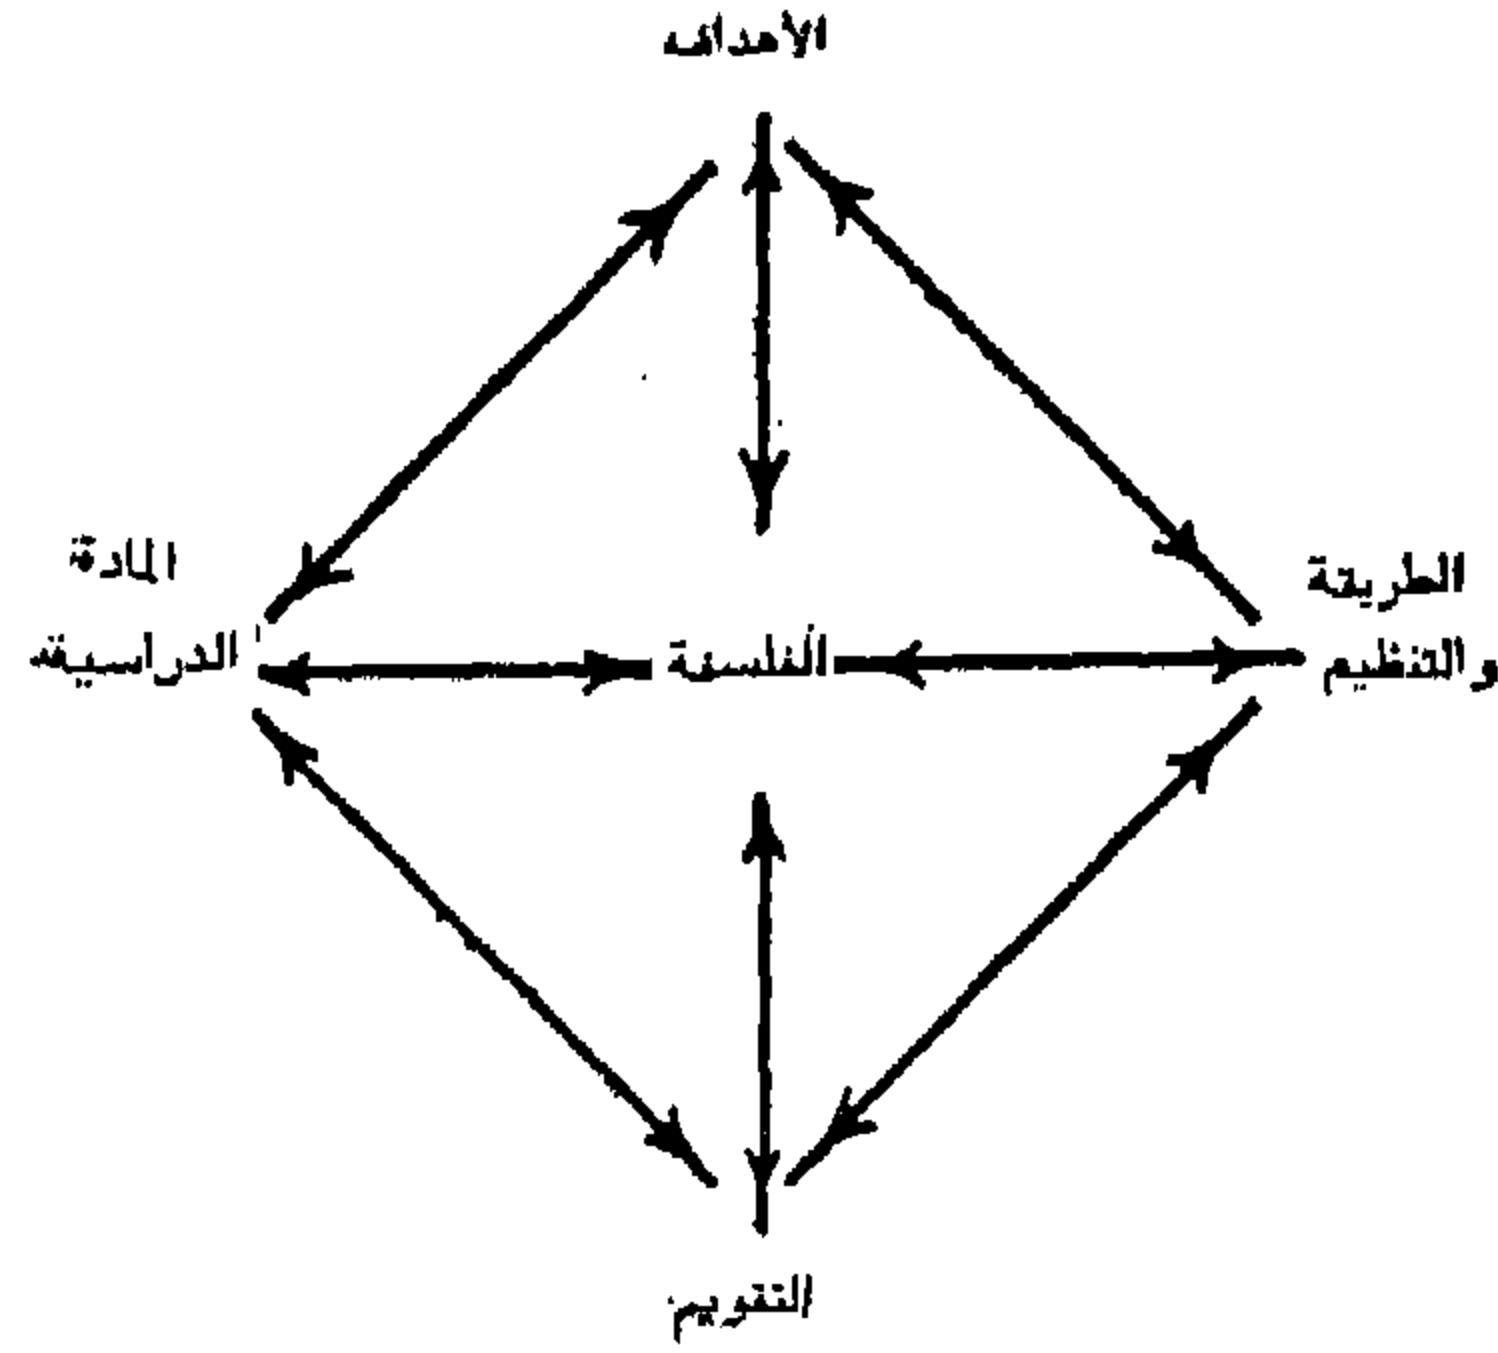 الأهداف
الطريقة
والتنظيم
الفلسفة
المادة
الدراسية
التقويم